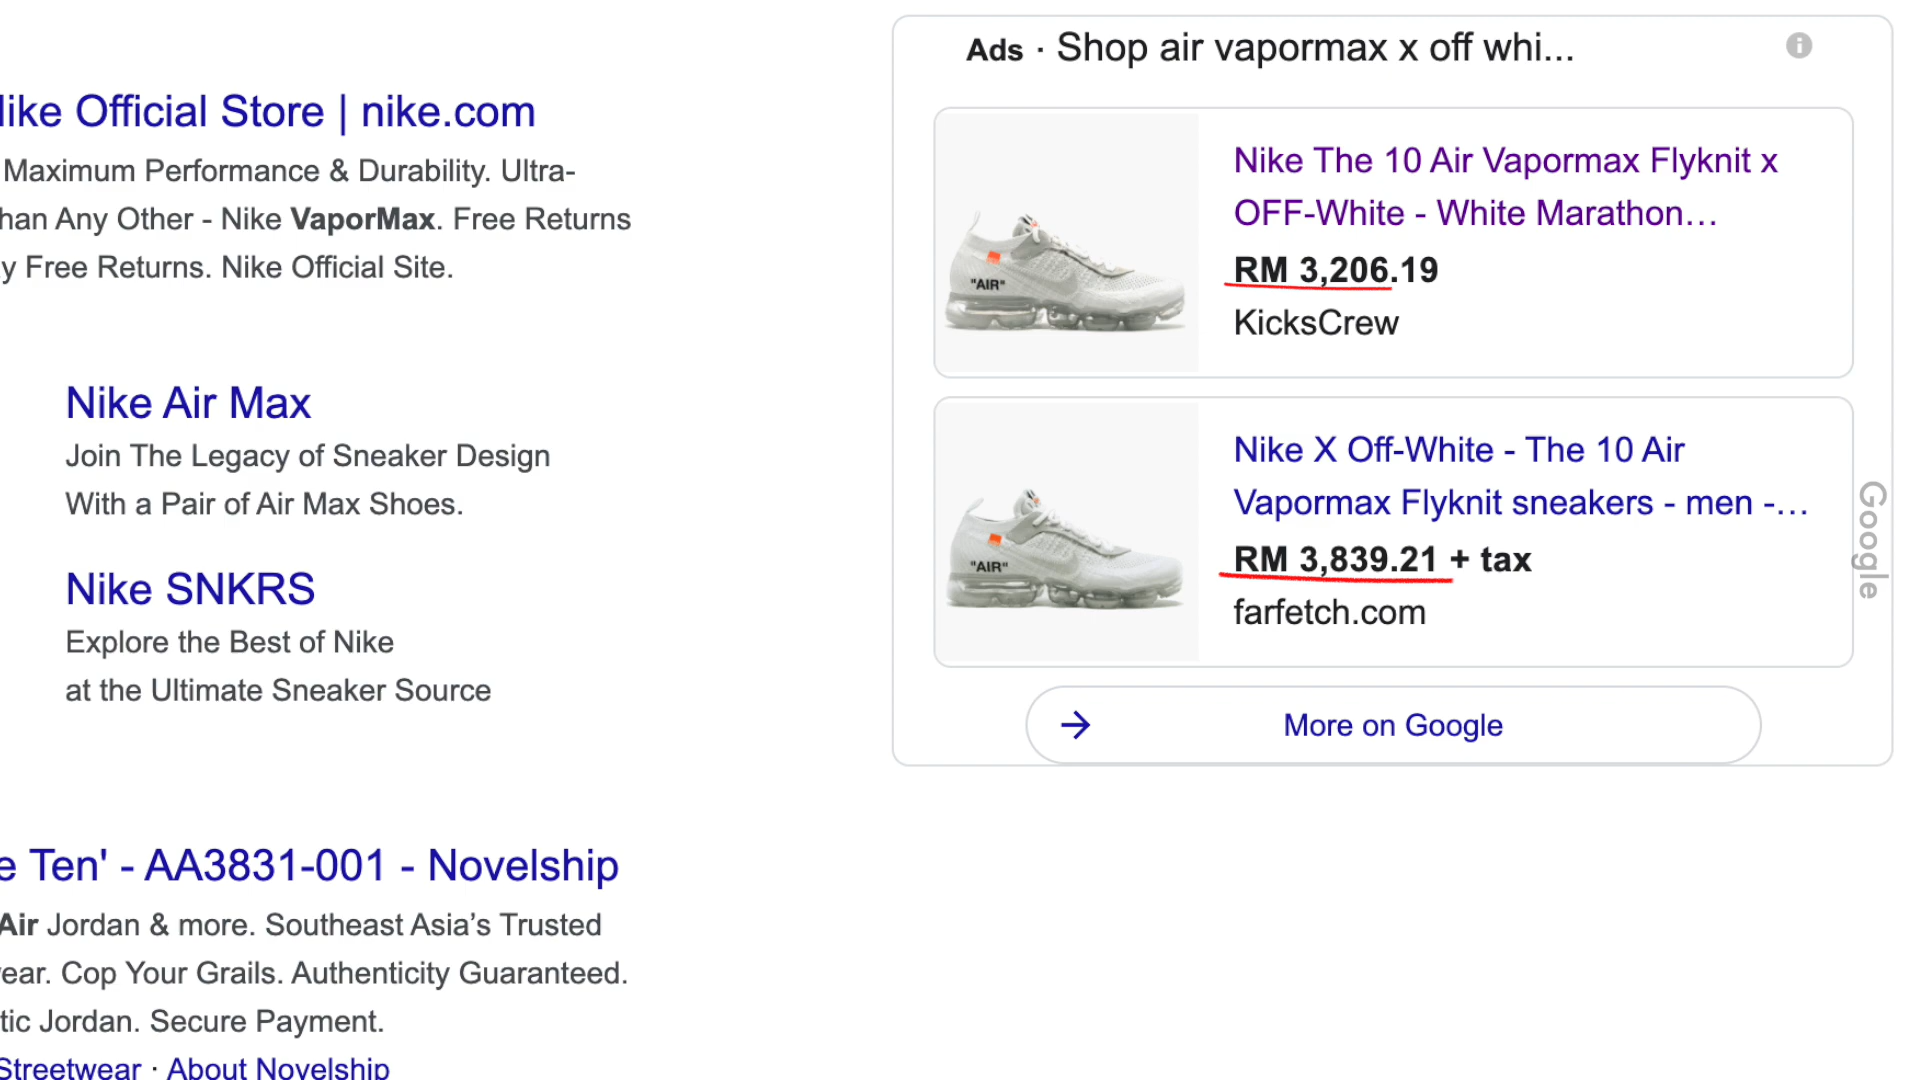 like Official Store | nike.com
Maximum Performance & Durability. Ultra-
han Any Other - Nike VaporMax. Free Returns
y Free Returns. Nike Official Site.
Nike Air Max
Join The Legacy of Sneaker Design
With a Pair of Air Max Shoes.
Nike SNKRS
Explore the Best of Nike
at the Ultimate Sneaker Source
e Ten' - AA3831-001 - Novelship
Air Jordan & more. Southeast Asia's Trusted
ear. Cop Your Grails. Authenticity Guaranteed.
tic Jordan. Secure Payment.
Streetwear · About Novelship
Ads · Shop air vapormax x off whi...
"AIR"
Nike The 10 Air Vapormax Flyknit x
OFF-White - White Marathon...
RM 3,206.19
KicksCrew
"AIR"
Nike X Off-White - The 10 Air
Vapormax Flyknit sneakers - men -...
RM 3,839.21 + tax
farfetch.com
Google
More on Google